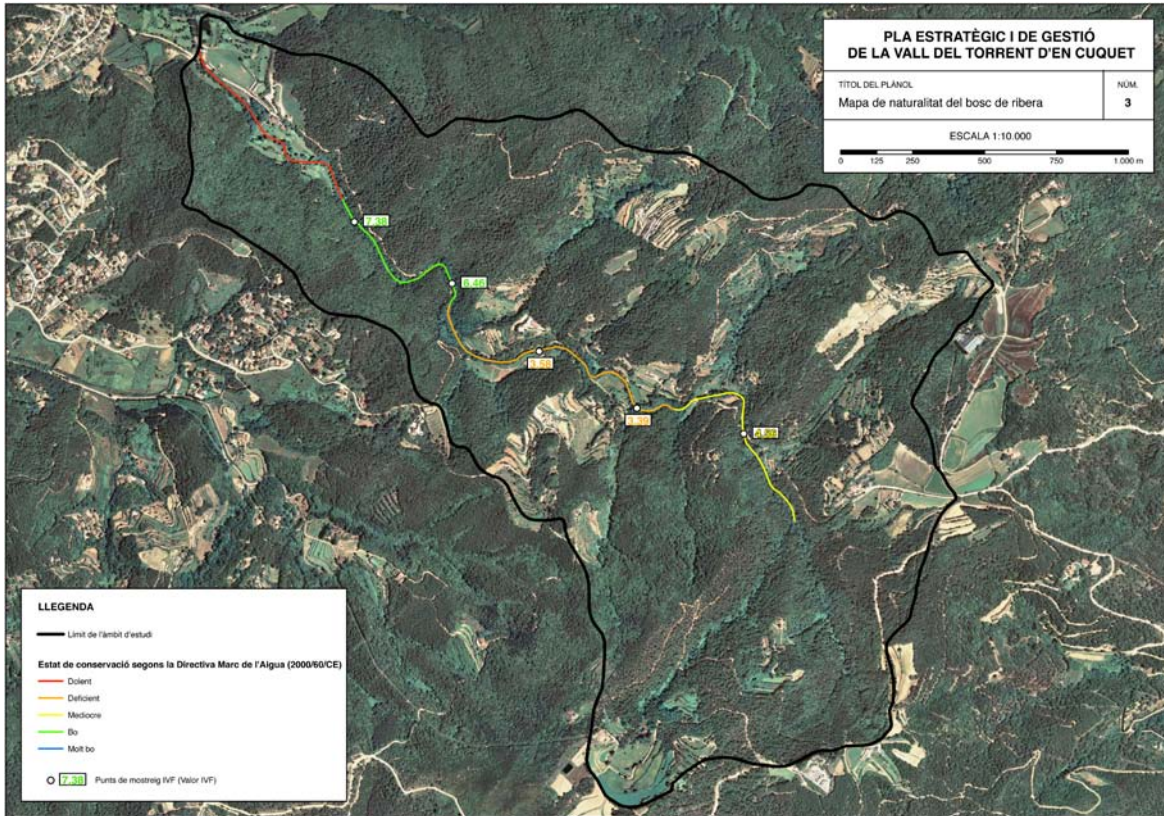 PLA ESTRATÈGIC I DE GESTIÓ
DE LA VALL DEL TORRENT D'EN CUQUET
TÍTOL DEL PLÀNOL
NÚM.
Mapa de naturalitat del bosc de ribera
3
ESCALA 1:10.000
0 125 250 500 750 1.000 m
7.38
6.46
3.58
LLEGENDA
Límit de l'àmbit d'estudi
Estat de conservació segons la Directiva Marc de l'Aigua (2000/60/CE)
Dolent
Deficient
Mediocre
Bo
Molt bo
7.38 Punts de mostreig IVF (Valor IVF)